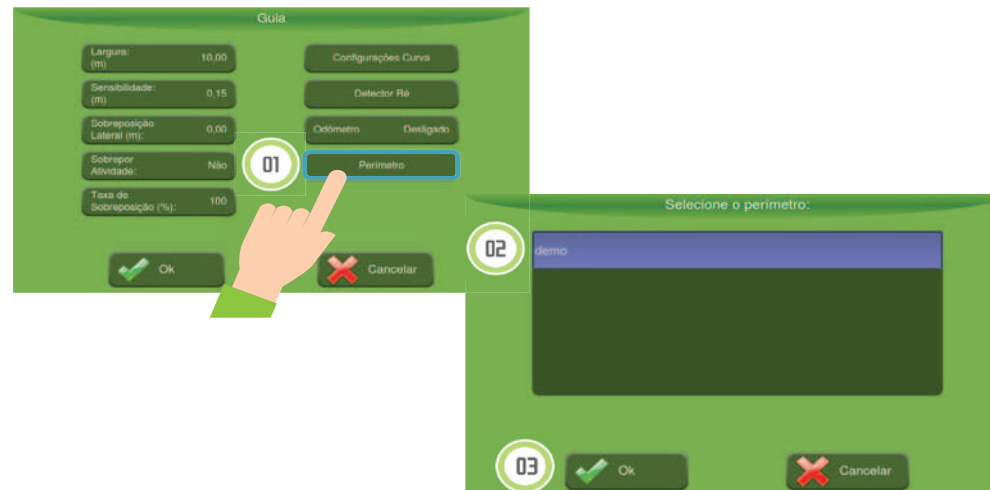 Guia
Largura:
(m)
10,00
Sensibilidade:
(m)
0,15
Sobreposição
Lateral (m):
0,00
Sobrepor
Atividade:
Não
Taxa de
Sobreposição (%):
100
Configurações Curva
Detector Ré
Odômetro Desligado
01
Perímetro
Ok
Cancelar
Selecione o perímetro:
02
demo
03
Ok
Cancelar